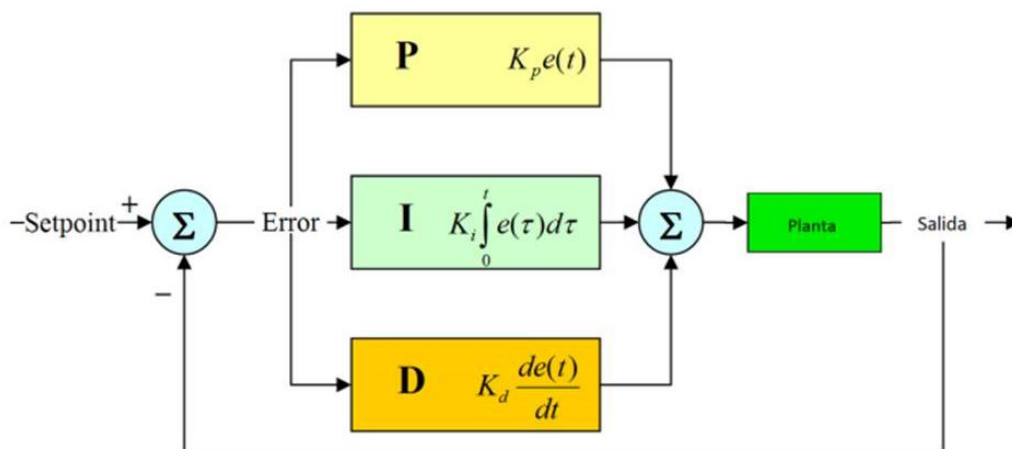 P K_p e(t)
–Setpoint + Σ Error I K_i ∫_0^t e(τ)dτ Σ Planta Salida
–
D K_d de(t)/dt